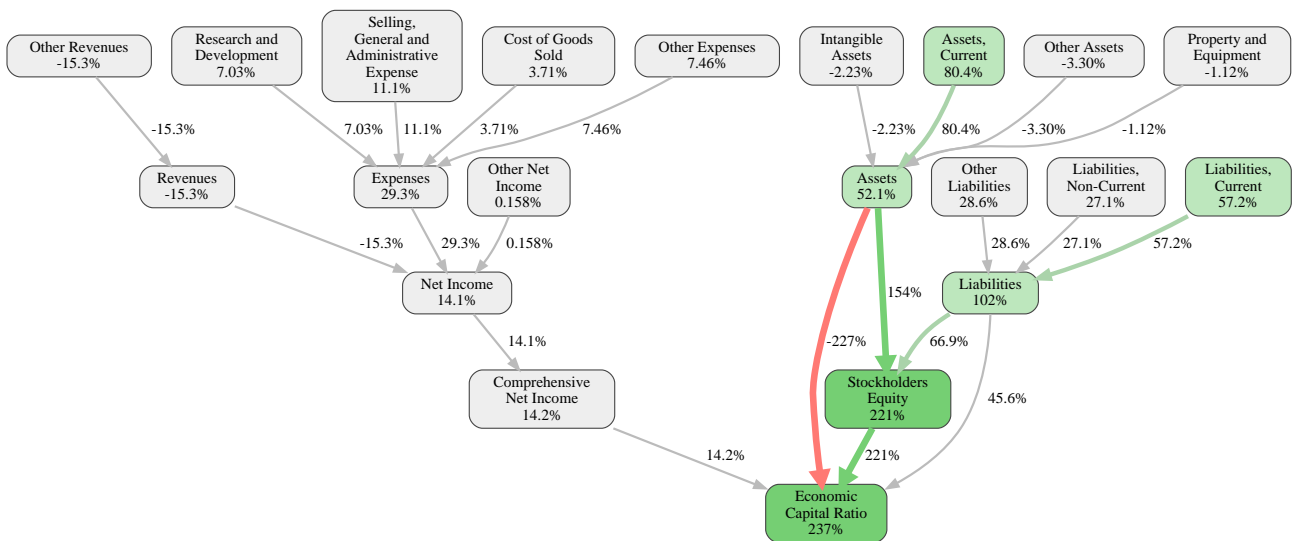 Other Revenues
-15.3%
Research and
Development
7.03%
Selling,
General and
Administrative
Expense
11.1%
Cost of Goods
Sold
3.71%
Other Expenses
7.46%
Intangible
Assets
-2.23%
Assets,
Current
80.4%
Other Assets
-3.30%
Property and
Equipment
-1.12%
-15.3%
7.03%
11.1%
3.71%
7.46%
-2.23%
80.4%
-3.30%
-1.12%
Revenues
-15.3%
Expenses
29.3%
Other Net
Income
0.158%
Assets
52.1%
Other
Liabilities
28.6%
Liabilities,
Non-Current
27.1%
Liabilities,
Current
57.2%
-15.3%
29.3%
0.158%
28.6%
27.1%
57.2%
Net Income
14.1%
154%
Liabilities
102%
14.1%
-227%
66.9%
Comprehensive
Net Income
14.2%
Stockholders
Equity
221%
45.6%
14.2%
221%
Economic
Capital Ratio
237%